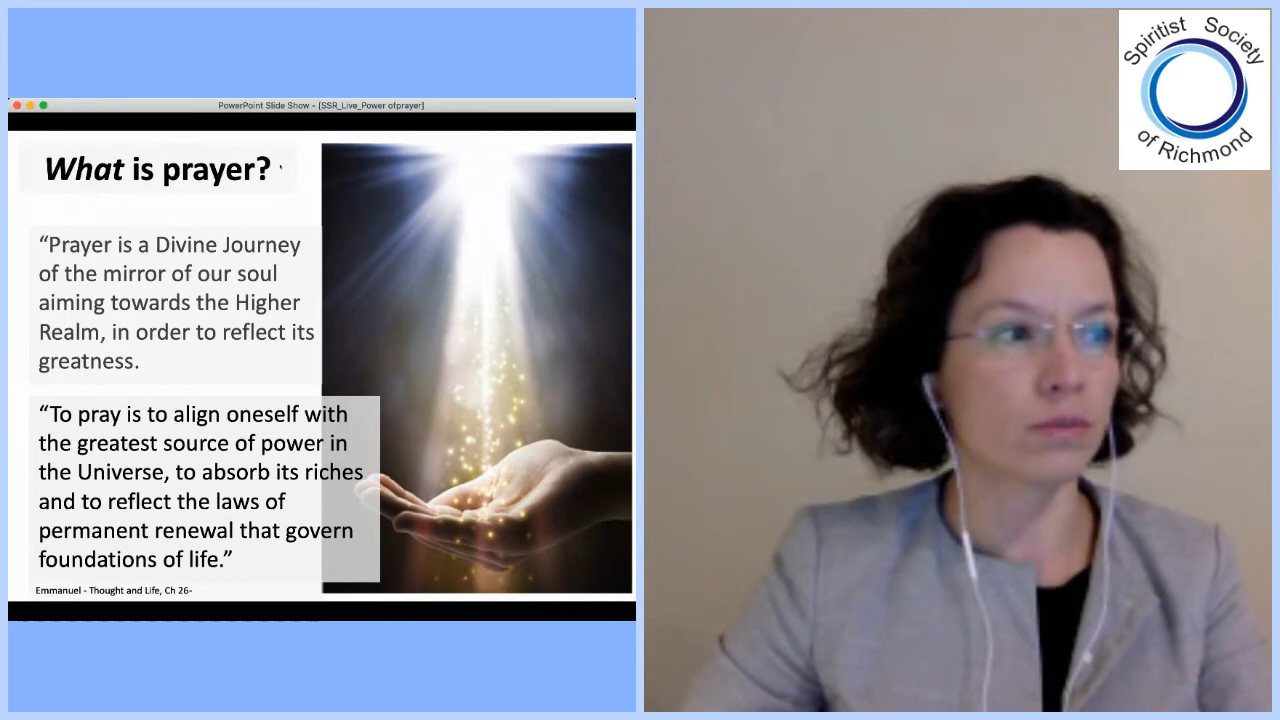 PowerPoint Slide Show - [SSR_Live_Power ofprayer]
What is prayer?
“Prayer is a Divine Journey
of the mirror of our soul
aiming towards the Higher
Realm, in order to reflect its
greatness.
“To pray is to align oneself with
the greatest source of power in
the Universe, to absorb its riches
and to reflect the laws of
permanent renewal that govern
foundations of life.”
Emmanuel - Thought and Life, Ch 26-
Spiritist Society
of Richmond